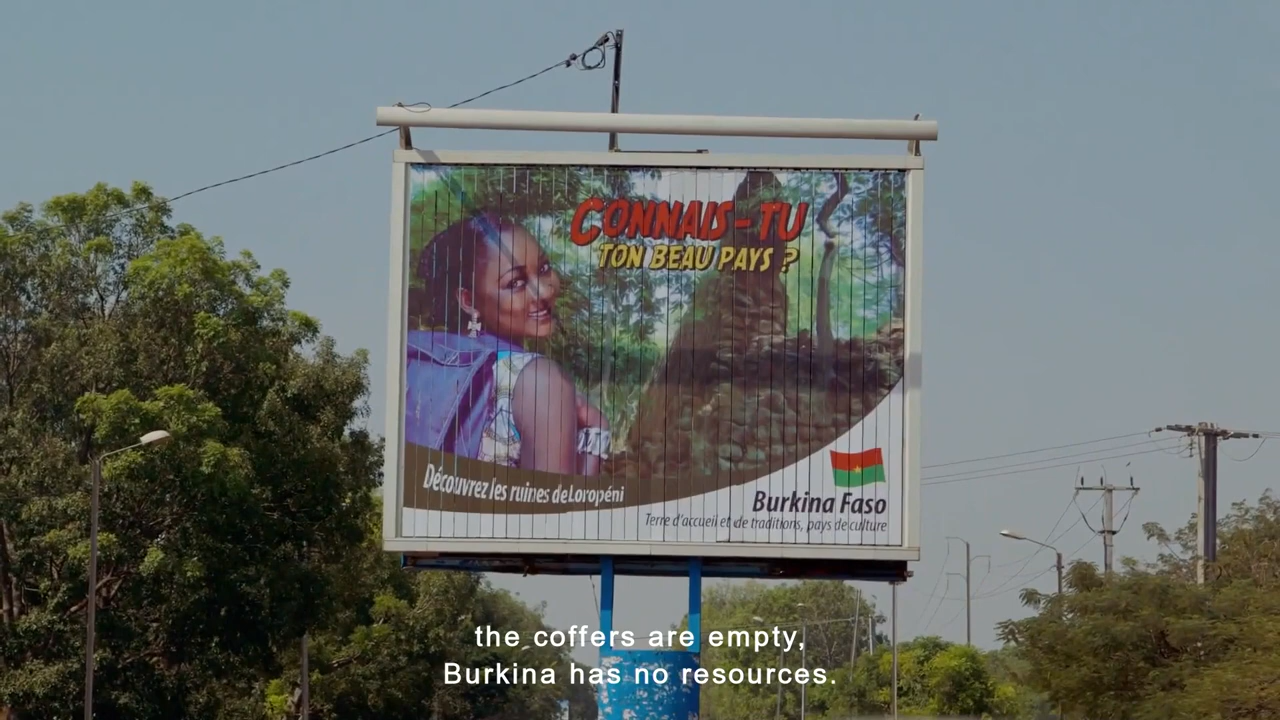 CONNAIS-TU
TON BEAU PAYS ?
Découvrez les ruines de Loropéni
Burkina Faso
Terre d'accueil et de traditions, pays de culture
the coffers are empty,
Burkina has no resources.